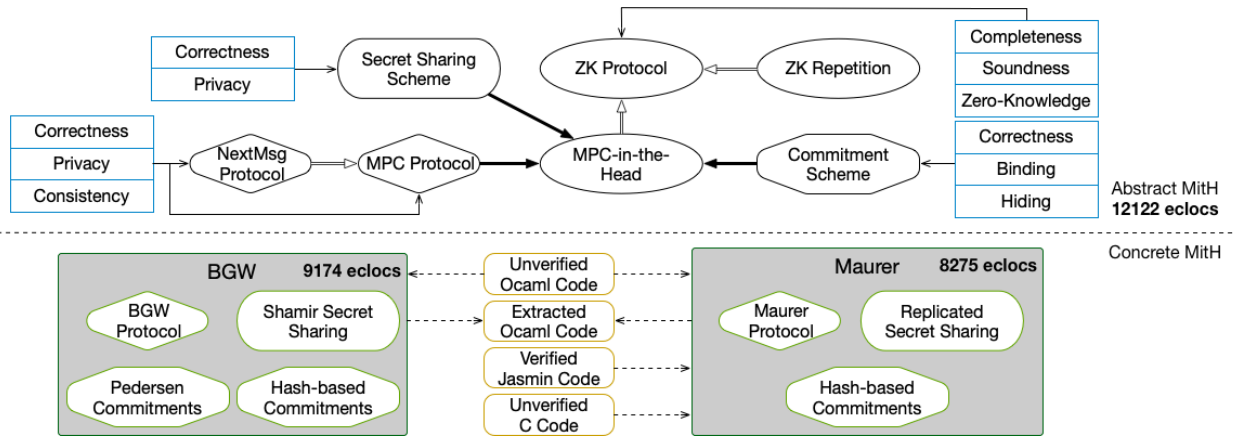 Correctness
Privacy
Secret Sharing
Scheme
ZK Protocol
ZK Repetition
Completeness
Soundness
Zero-Knowledge
Correctness
Privacy
Consistency
NextMsg
Protocol
MPC Protocol
MPC-in-the-
Head
Commitment
Scheme
Correctness
Binding
Hiding
Abstract MitH
12122 eclocs
Concrete MitH
BGW
9174 eclocs
BGW
Protocol
Shamir Secret
Sharing
Pedersen
Commitments
Hash-based
Commitments
Unverified
Ocaml Code
Extracted
Ocaml Code
Verified
Jasmin Code
Unverified
C Code
Maurer
8275 eclocs
Maurer
Protocol
Replicated
Secret Sharing
Hash-based
Commitments